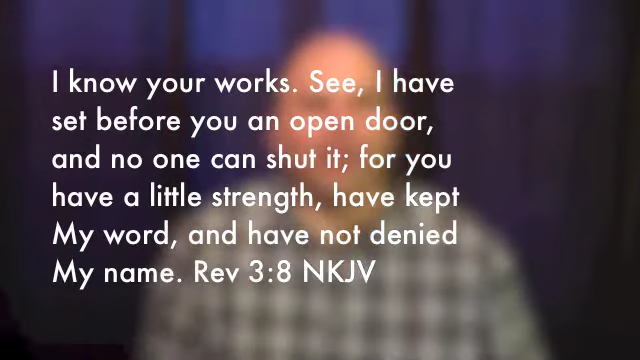 I know your works. See, I have
set before you an open door,
and no one can shut it; for you
have a little strength, have kept
My word, and have not denied
My name. Rev 3:8 NKJV